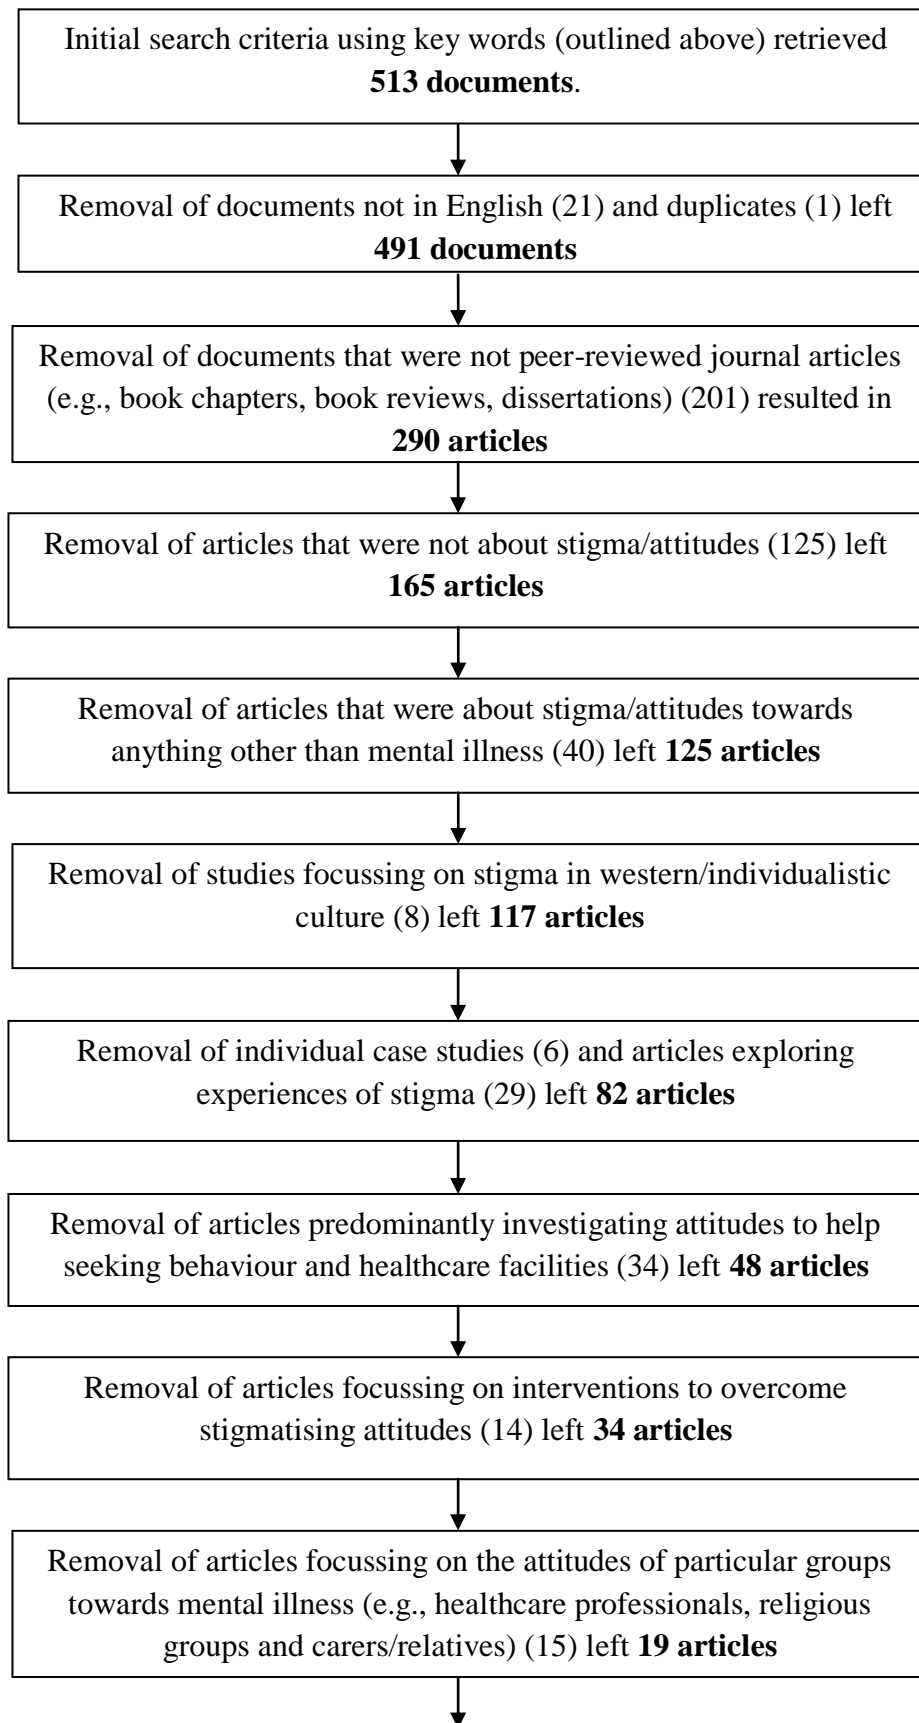 Initial search criteria using key words (outlined above) retrieved
513 documents.
Removal of documents not in English (21) and duplicates (1) left
491 documents
Removal of documents that were not peer-reviewed journal articles
(e.g., book chapters, book reviews, dissertations) (201) resulted in
290 articles
Removal of articles that were not about stigma/attitudes (125) left
165 articles
Removal of articles that were about stigma/attitudes towards
anything other than mental illness (40) left 125 articles
Removal of studies focussing on stigma in western/individualistic
culture (8) left 117 articles
Removal of individual case studies (6) and articles exploring
experiences of stigma (29) left 82 articles
Removal of articles predominantly investigating attitudes to help
seeking behaviour and healthcare facilities (34) left 48 articles
Removal of articles focussing on interventions to overcome
stigmatising attitudes (14) left 34 articles
Removal of articles focussing on the attitudes of particular groups
towards mental illness (e.g., healthcare professionals, religious
groups and carers/relatives) (15) left 19 articles